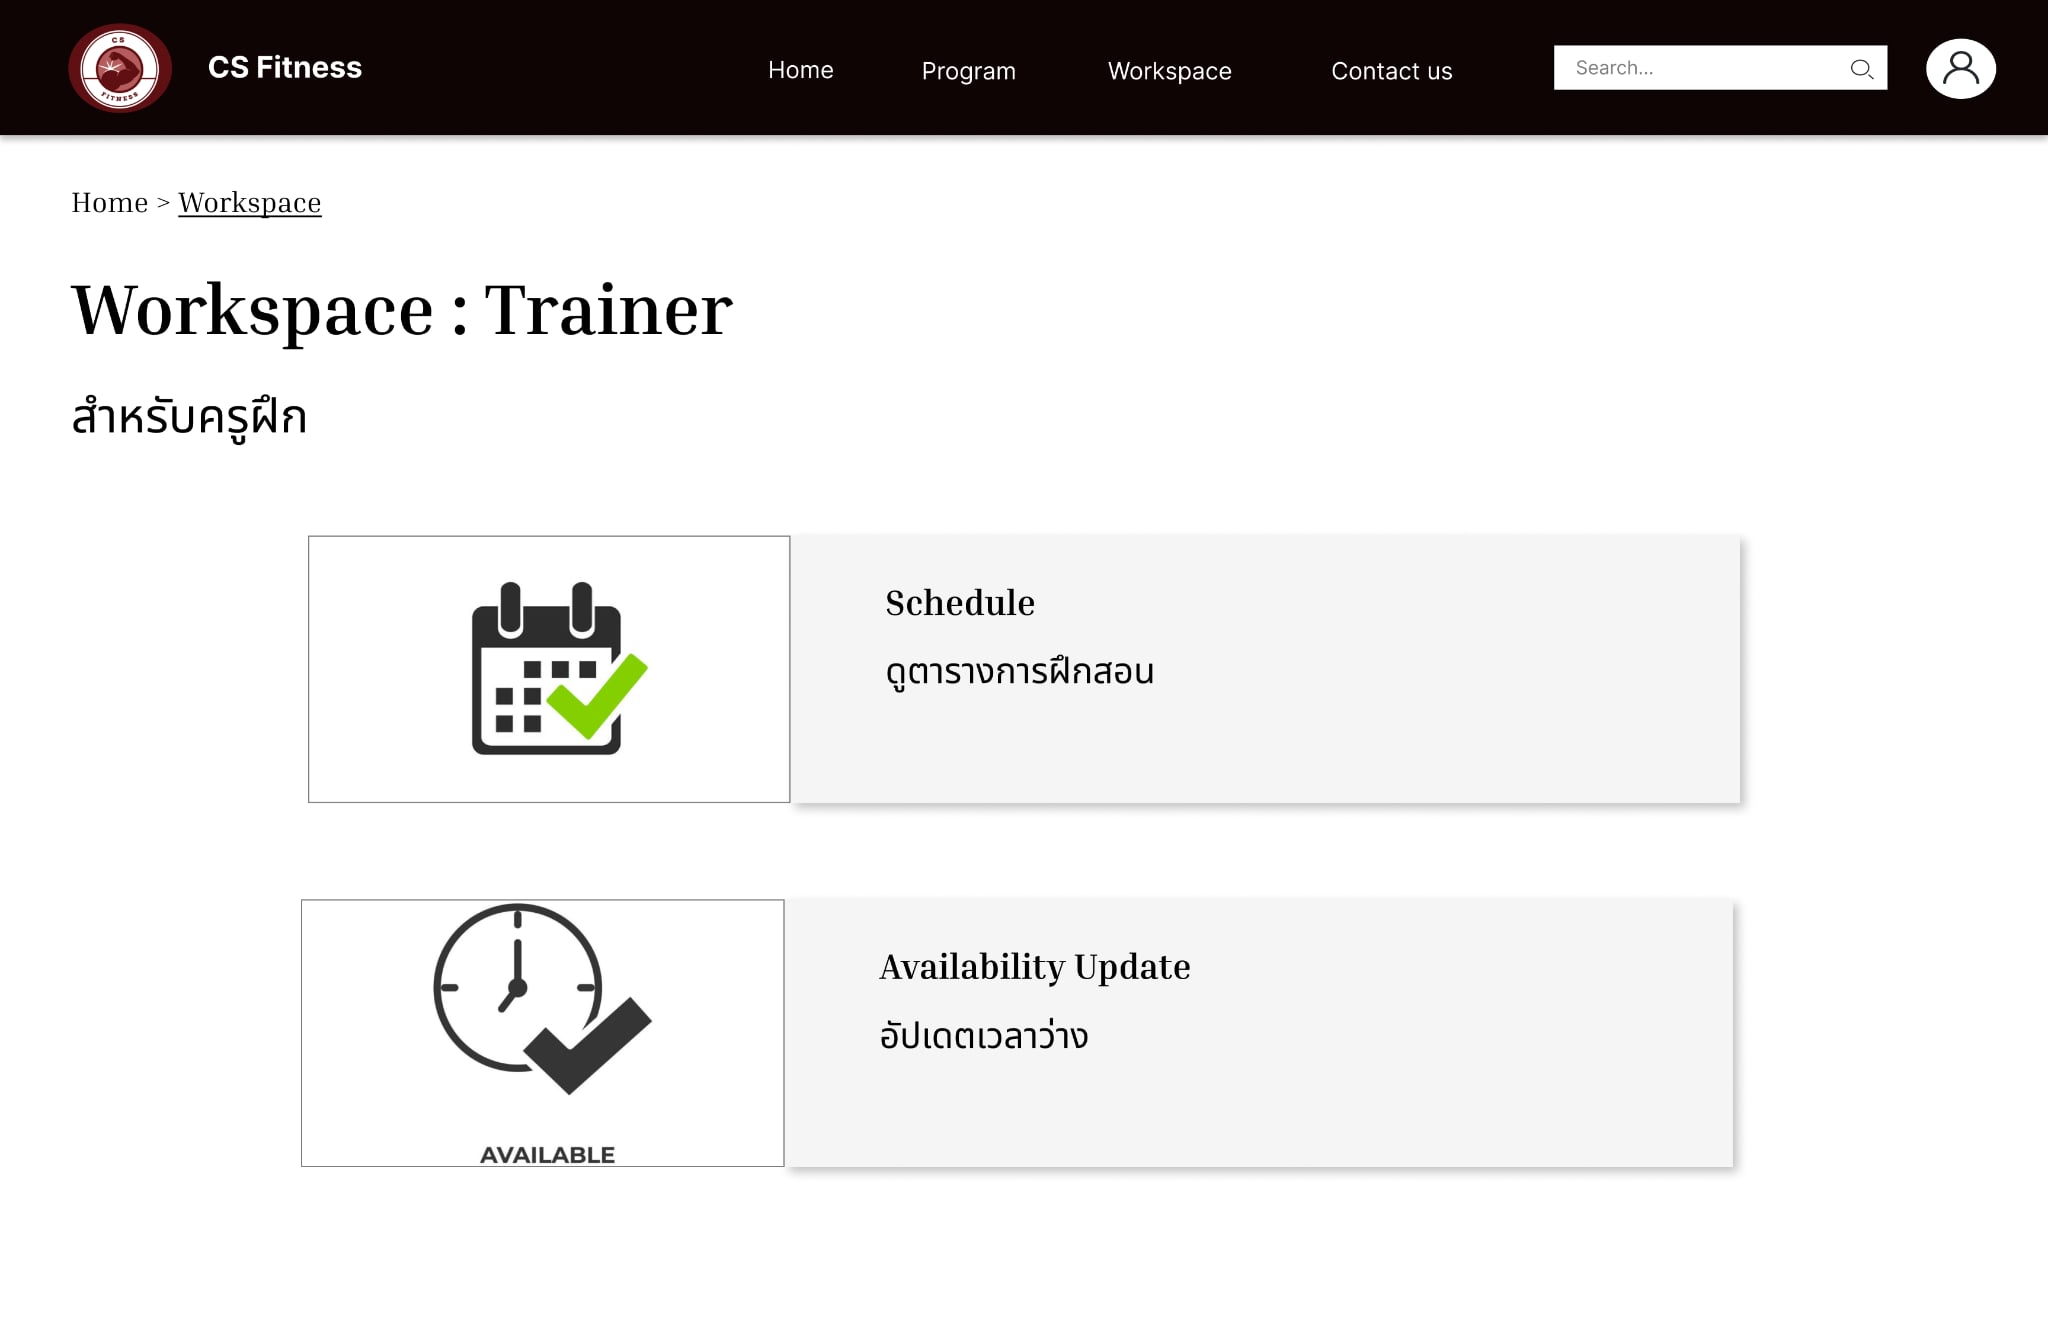 CS
FITNESS
CS Fitness
Home
Program
Workspace
Contact us
Search...
Home > Workspace
Workspace : Trainer
สำหรับครูฝึก
Schedule
ดูตารางการฝึกสอน
Availability Update
อัปเดตเวลาว่าง
AVAILABLE